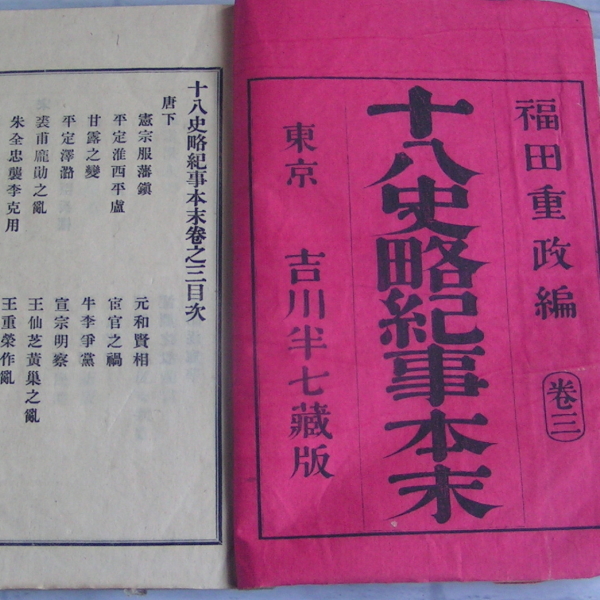 福田重政編
卷三
十八史略紀事本末
東京 吉川半七藏版
十八史略紀事本末卷之三目次
唐下
憲宗服藩鎭 元和賢相
平定淮西平盧 宦官之禍
甘露之變 牛李爭黨
平定澤潞 宣宗明察
裘甫龐勛之亂 王仙芝黃巢之亂
朱全忠襲李克用 王重榮作亂